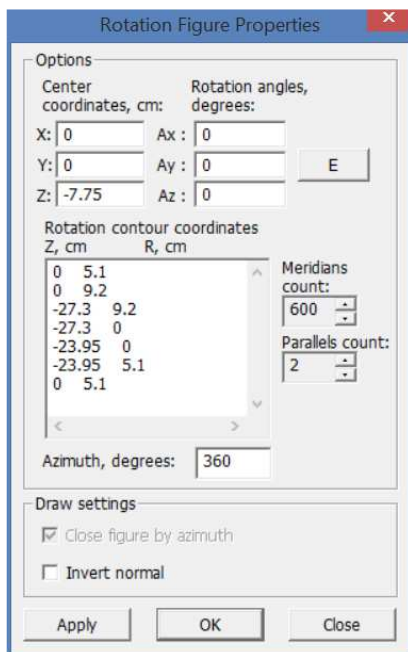 Rotation Figure Properties
x
Options
Center coordinates, cm:
Rotation angles, degrees:
X: 0 Ax : 0
Y: 0 Ay : 0 E
Z: -7.75 Az : 0
Rotation contour coordinates
Z, cm R, cm
0 5.1
0 9.2
-27.3 9.2
-27.3 0
-23.95 0
-23.95 5.1
0 5.1
Meridians
count:
600
Parallels count:
2
Azimuth, degrees: 360
Draw settings
Close figure by azimuth
Invert normal
Apply OK Close